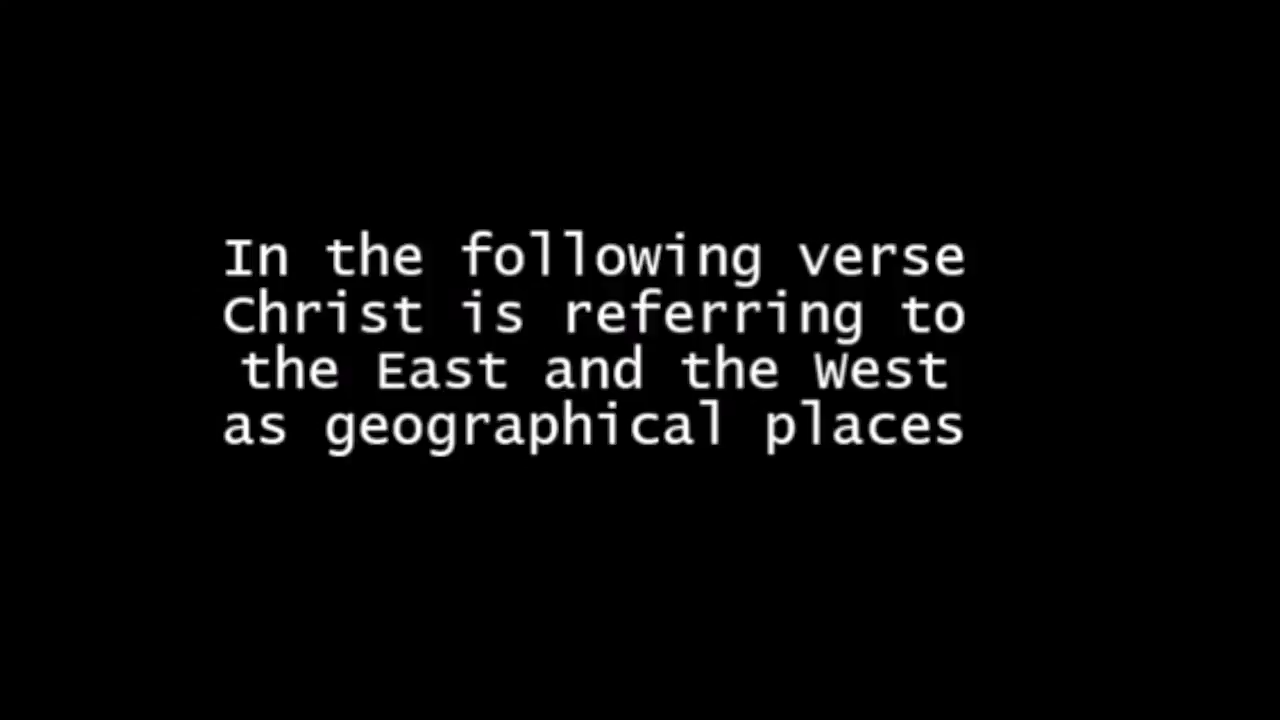 In the following verse
Christ is referring to
the East and the West
as geographical places